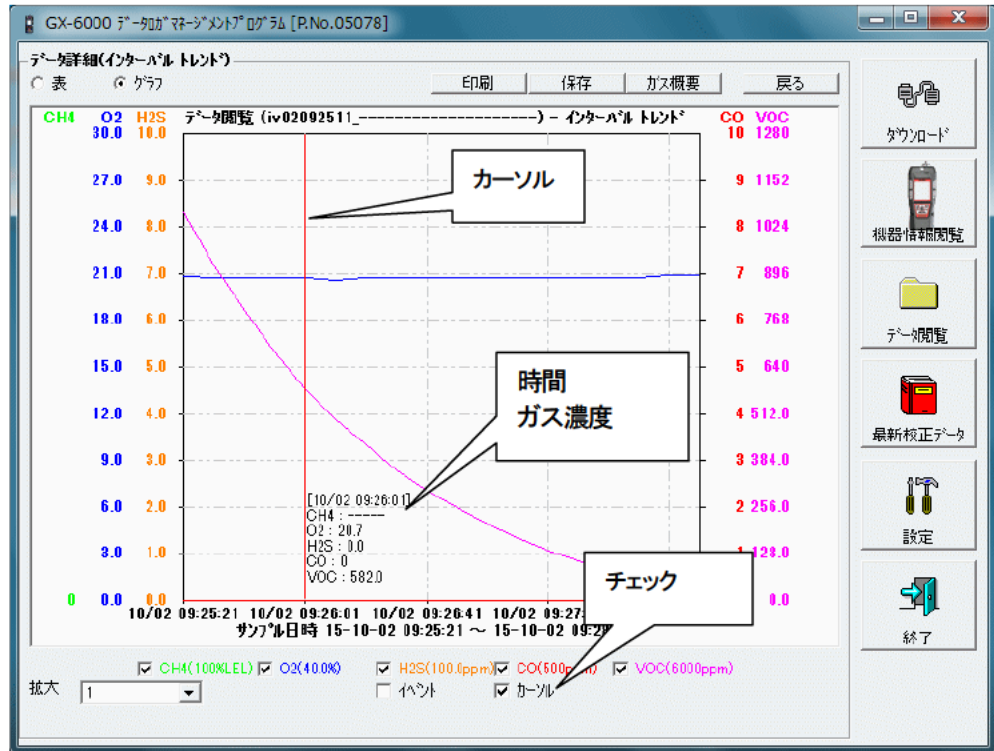 GX-6000 ﾃﾞｰﾀﾛｶﾞﾏﾈｰｼﾞﾒﾝﾄﾌﾟﾛｸﾞﾗﾑ [P.No.05078]
ﾃﾞｰﾀ詳細(ｲﾝﾀｰﾊﾞﾙ ﾄﾚﾝﾄﾞ)
表 ｸﾞﾗﾌ 印刷 保存 ｶﾞｽ概要 戻る
CH4 O2 H2S ﾃﾞｰﾀ閲覧 (iv02092511_--------------------) - ｲﾝﾀｰﾊﾞﾙ ﾄﾚﾝﾄﾞ CO VOC
30.0 10.0 10 1280
27.0 9.0 9 1152
24.0 8.0 8 1024
21.0 7.0 7 896
18.0 6.0 6 768
15.0 5.0 5 640
12.0 4.0 4 512.0
9.0 3.0 3 384.0
6.0 2.0 2 256.0
3.0 1.0 1 128.0
0 0.0 0.0 0.0
カーソル
時間
ガス濃度
[10/02 09:26:01]
CH4 : -----
O2 : 20.7
H2S : 0.0
CO : 0
VOC : 582.0
チェック
10/02 09:25:21 10/02 09:26:01 10/02 09:26:41 10/02 09:27:
ｻﾝﾌﾟﾙ日時 15-10-02 09:25:21 ～ 15-10-02 09:28
CH4(100%LEL) O2(40.0%) H2S(100.0ppm) CO(500ppm) VOC(6000ppm)
拡大 1 ｲﾍﾞﾝﾄ ｶｰｿﾙ
ﾀﾞｳﾝﾛｰﾄﾞ
機器情報閲覧
ﾃﾞｰﾀ閲覧
最新校正ﾃﾞｰﾀ
設定
終了